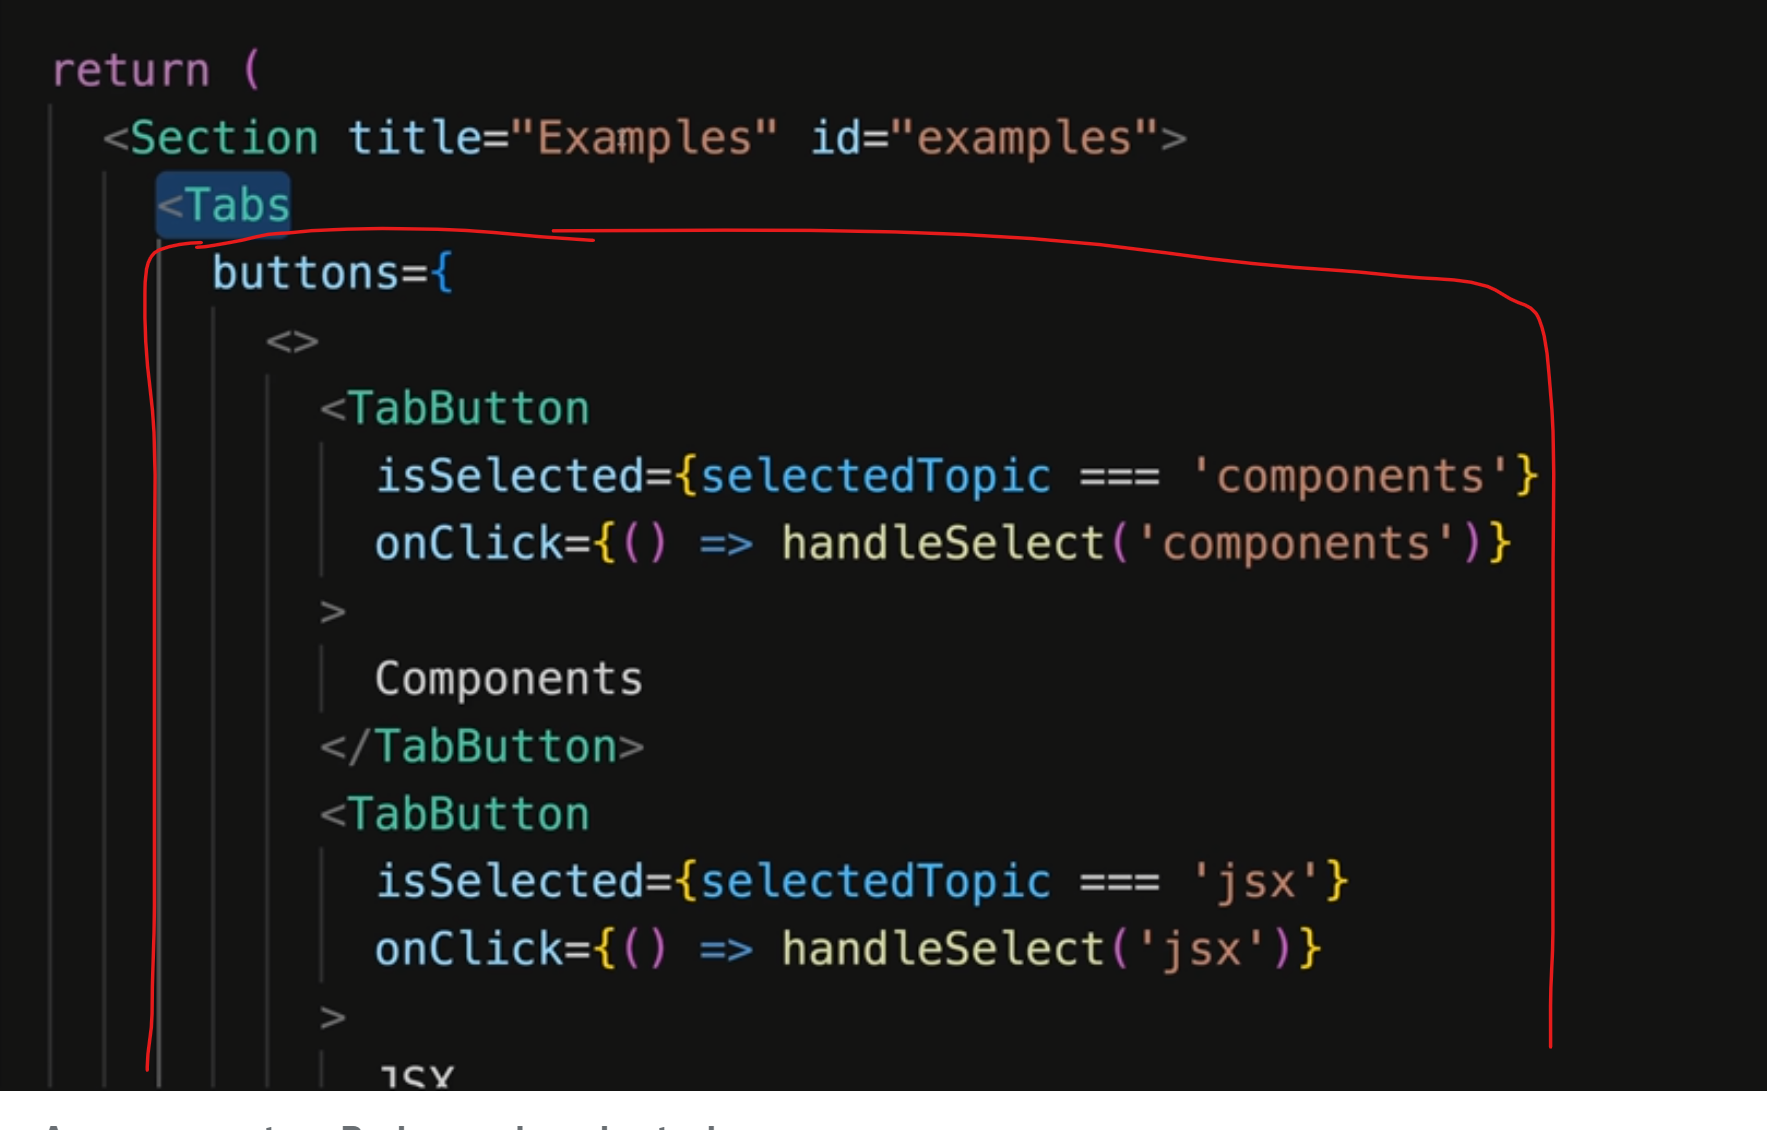 return (
<Section title="Examples" id="examples">
<Tabs
buttons={
<>
<TabButton
isSelected={selectedTopic === 'components'}
onClick={() => handleSelect('components')}
>
Components
</TabButton>
<TabButton
isSelected={selectedTopic === 'jsx'}
onClick={() => handleSelect('jsx')}
>
JSX